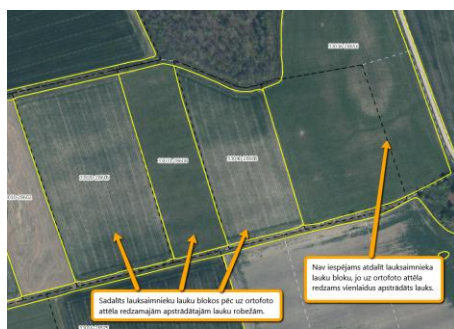 Sadalīts lauksaimnieku lauku blokos pēc uz ortofoto
attēla redzamajām apstrādātajām lauku robežām.
Nav iespējams atdalīt lauksaimnieka
lauku bloku, jo uz ortofoto attēla
redzams vienlaidus apstrādāts lauks.